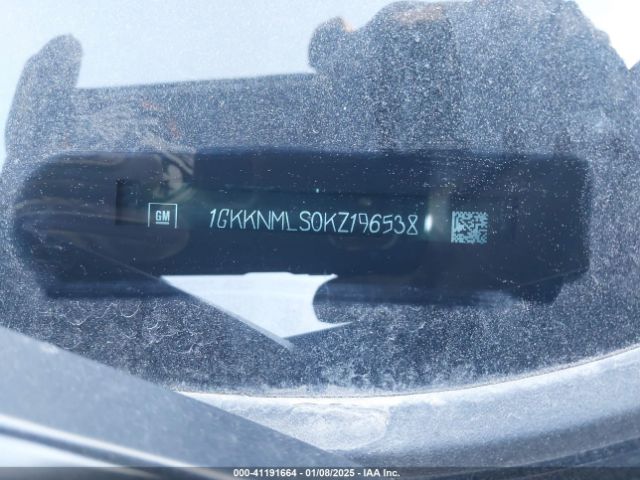 GM 1GKKNMLS0KZ196538
000-41191664 - 01/08/2025 - IAA Inc.